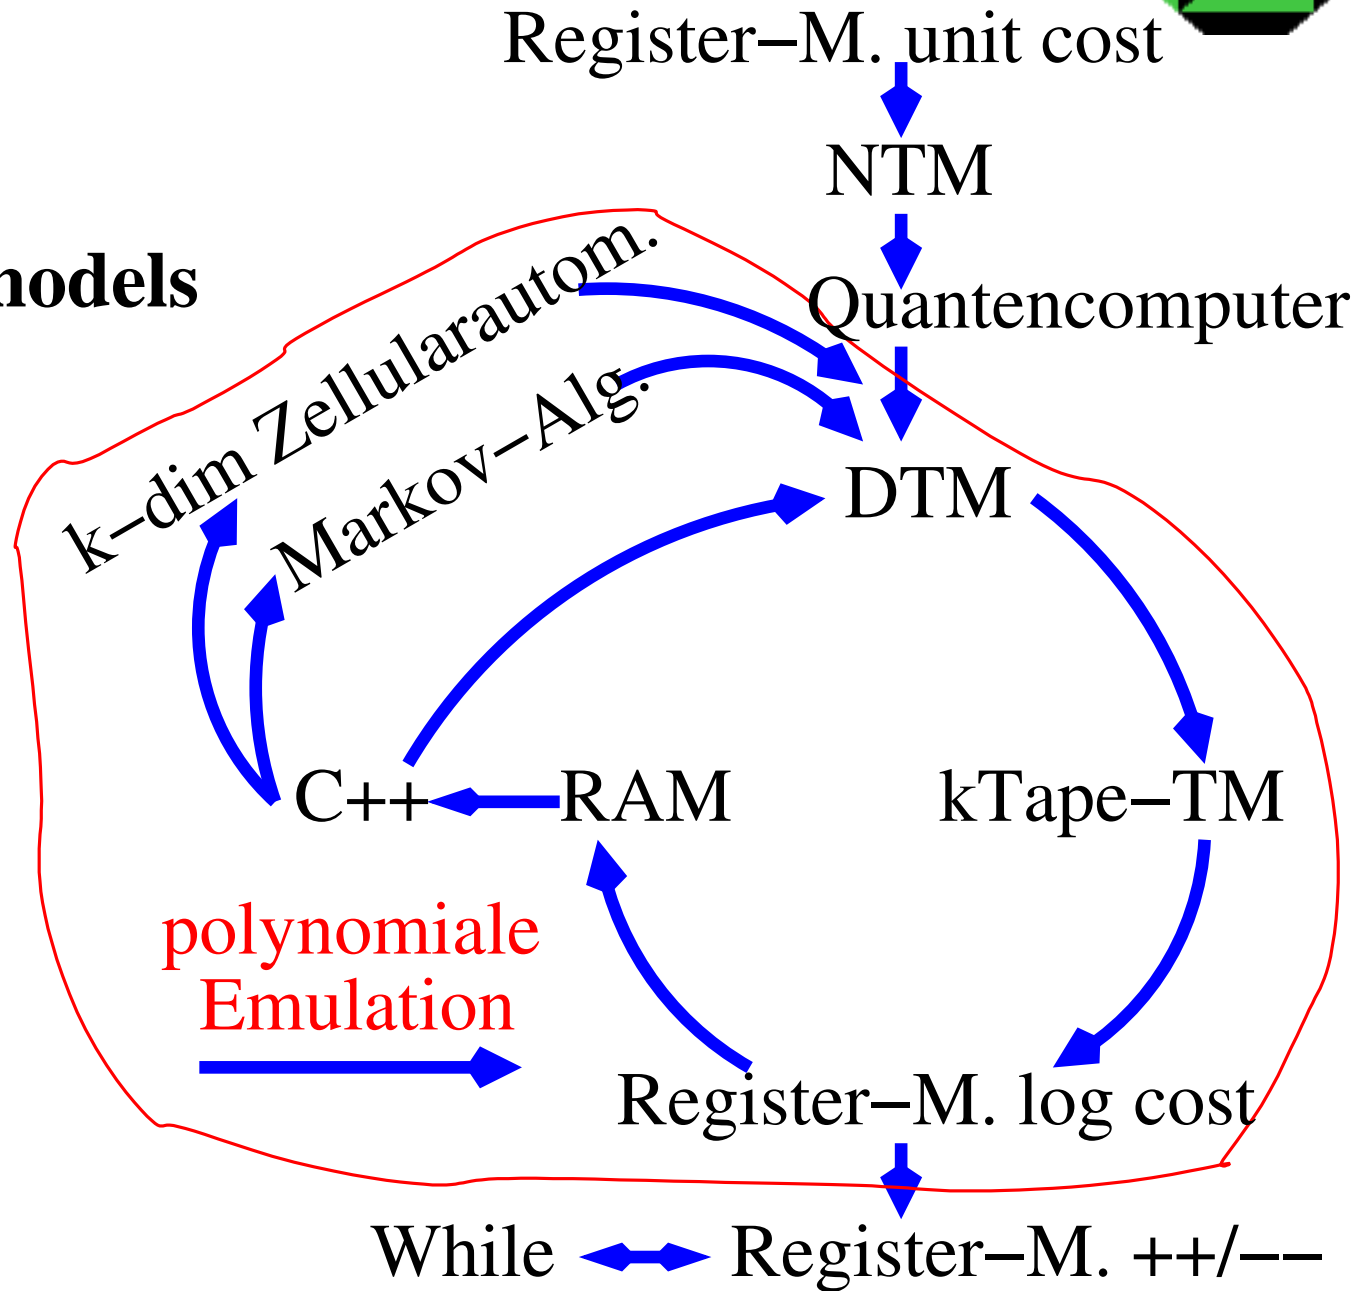 Register–M. unit cost
NTM
Quantencomputer
k–dim Zellularautom.
Markov–Alg.
DTM
C++
RAM
kTape–TM
polynomiale
Emulation
Register–M. log cost
While
Register–M. ++/––